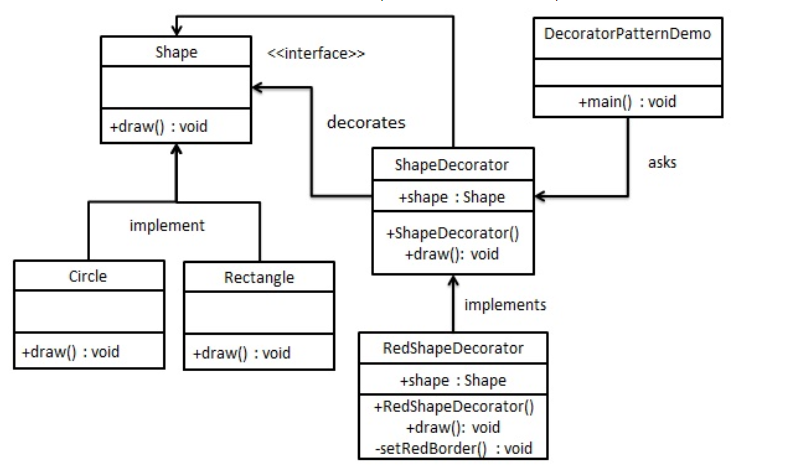 Shape
<<interface>>
+draw() : void
decorates
DecoratorPatternDemo
+main() : void
asks
ShapeDecorator
+shape : Shape
+ShapeDecorator()
+draw(): void
implement
Circle
+draw() : void
Rectangle
+draw() : void
implements
RedShapeDecorator
+shape : Shape
+RedShapeDecorator()
+draw(): void
-setRedBorder() : void